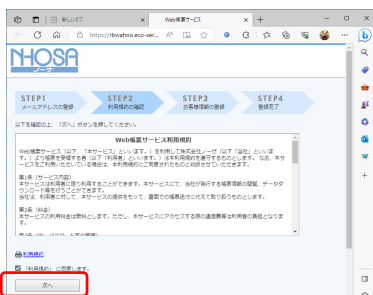 新しいタブ
Web帳票サービス
https://rbwahoo.eco-ser...
NHOSA
ノーザ
STEP1
メールアドレスの登録
STEP2
利用規約の確認
STEP3
お客様情報の登録
STEP4
登録完了
以下を確認の上、「次へ」ボタンを押してください。
Web帳票サービス利用規約
Web帳票サービス（以下、「本サービス」といいます。）を利用して株式会社ノーザ（以下「当社」といいま
す。）より帳票を受領する者（以下「利用者」といいます。）は本利用規約を遵守するものとします。なお、本サ
ービスをご利用いただいている場合は、本利用規約にご同意されたものと判断させていただきます。
第1条（サービス内容）
本サービスは利用者に限り利用することができます。本サービスにて、当社が発行する帳票情報の閲覧、データダ
ウンロード等を行うことができます。
当社は、利用者に対して、本サービスの提供をもって、書面での帳票送付に代えて取り扱うものとします。
第2条（料金）
本サービスの利用料金は無料とします。ただし、本サービスにアクセスする際の通信費等は利用者の負担となりま
す。
利用規約
「利用規約」に同意します。
次へ